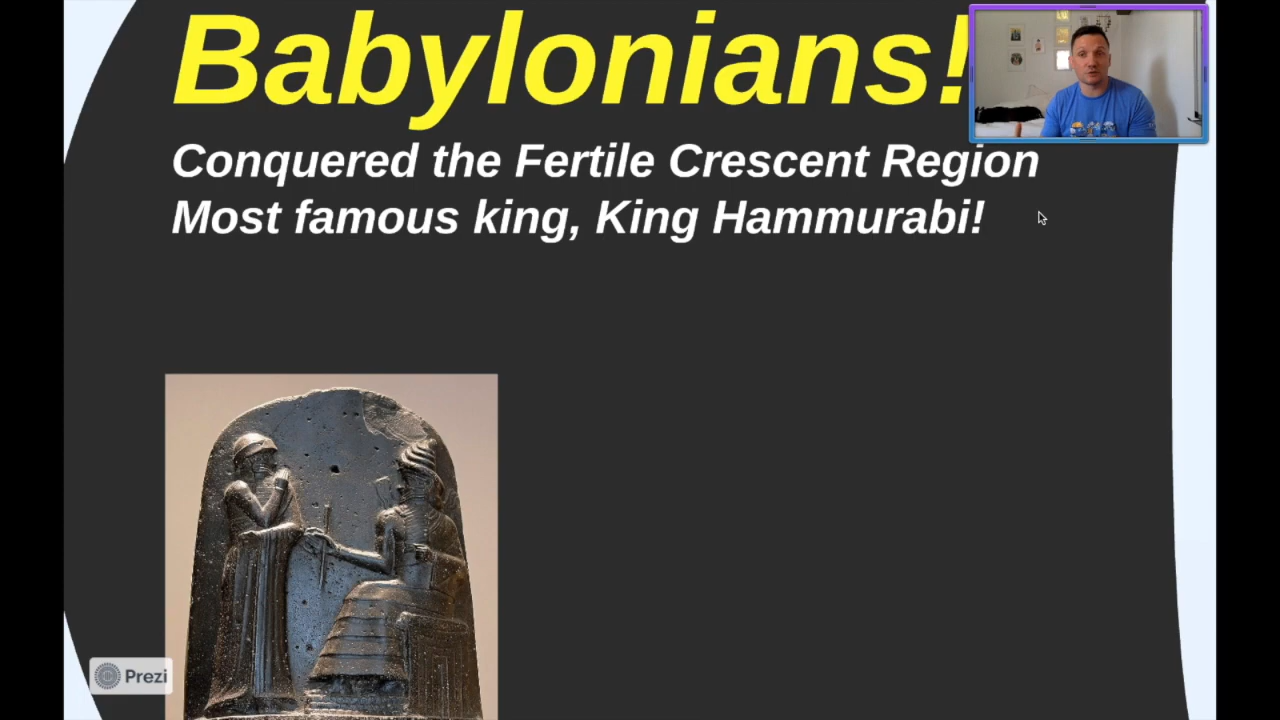 Babylonians!
Conquered the Fertile Crescent Region
Most famous king, King Hammurabi!
Prezi